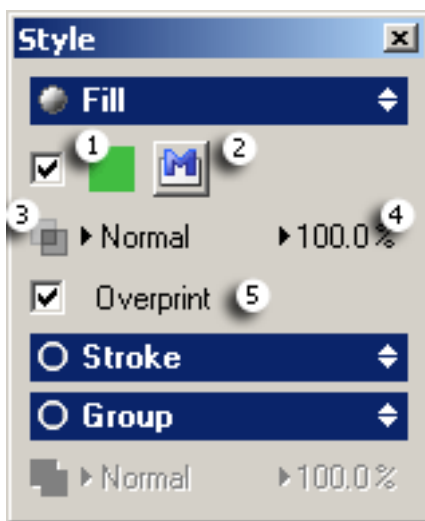 Style
Fill
1 2
M
3 Normal 100.0% 4
Overprint 5
Stroke
Group
Normal 100.0%